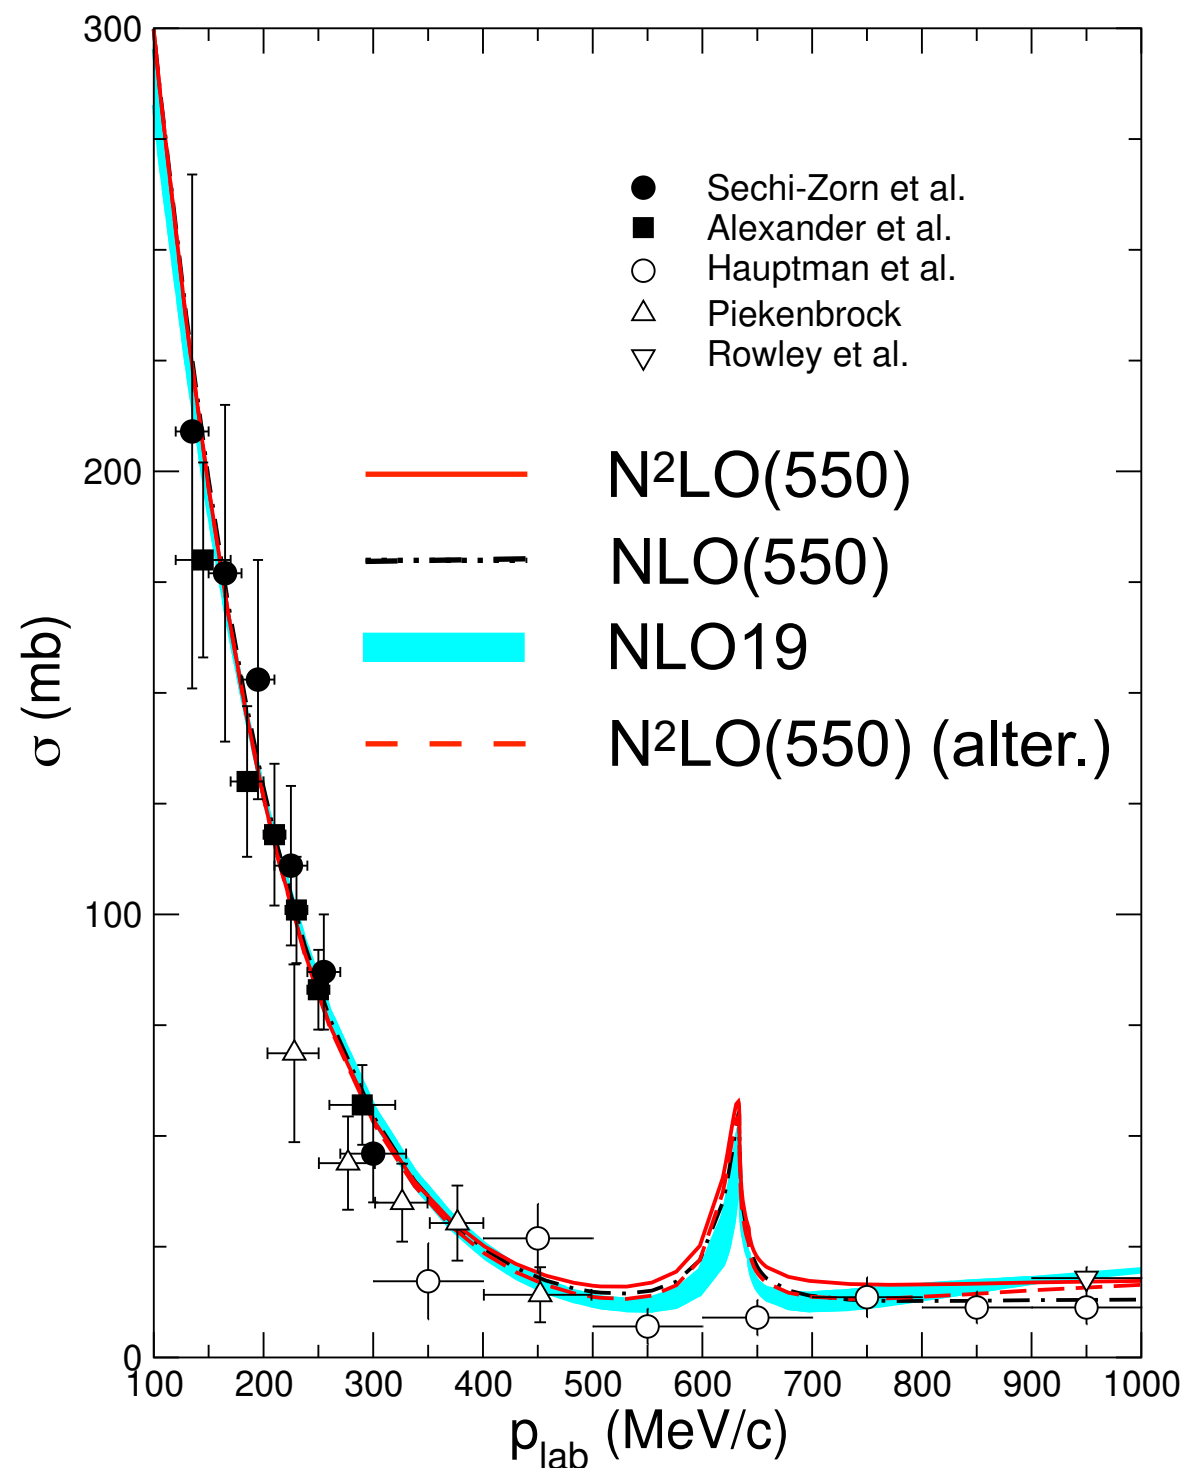 300
200
100
0
σ (mb)
Sechi-Zorn et al.
Alexander et al.
Hauptman et al.
Piekenbrock
Rowley et al.
N²LO(550)
NLO(550)
NLO19
N²LO(550) (alter.)
100 200 300 400 500 600 700 800 900 1000
p_lab (MeV/c)